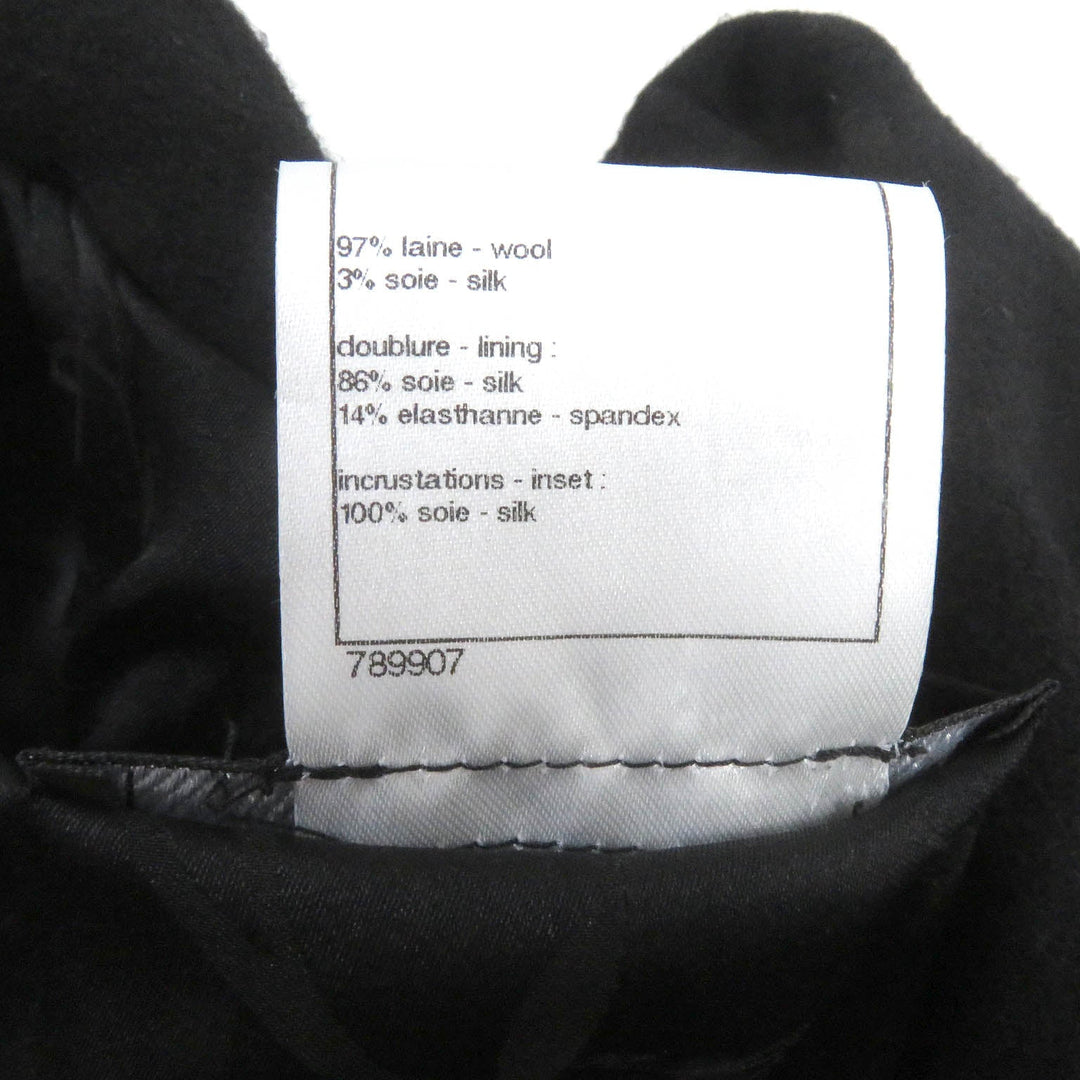 97% laine - wool
3% soie - silk
doublure - lining :
86% soie - silk
14% elasthanne - spandex
incrustations - inset :
100% soie - silk
789907